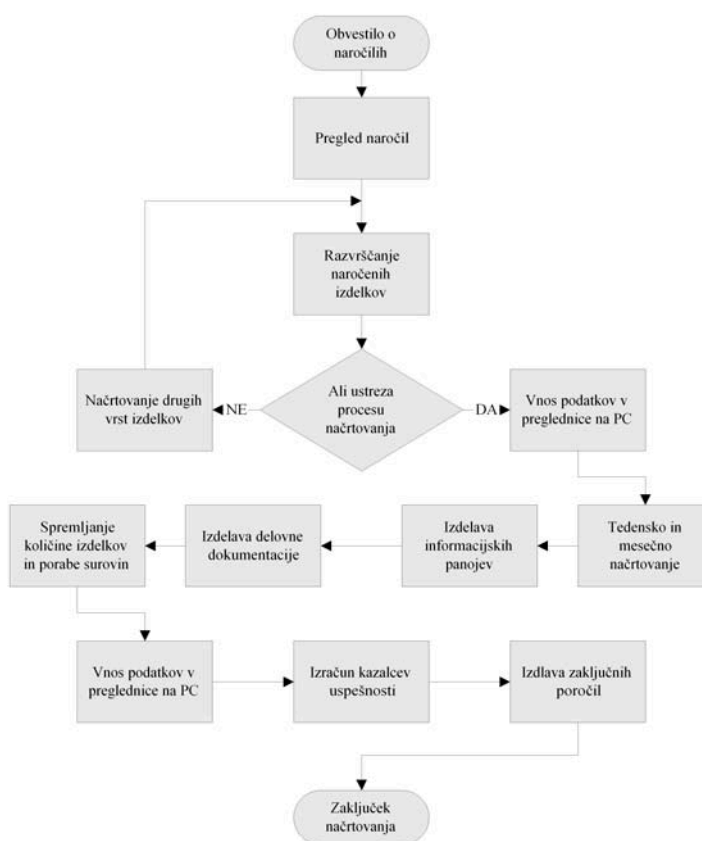 Obvestilo o
naročilih
Pregled naročil
Razvrščanje
naročenih
izdelkov
Načrtovanje drugih
vrst izdelkov
NE
Ali ustreza
procesu
načrtovanja
DA
Vnos podatkov v
preglednice na PC
Spremljanje
količine izdelkov
in porabe surovin
Izdelava delovne
dokumentacije
Izdelava
informacijskih
panojev
Tedensko in
mesečno
načrtovanje
Vnos podatkov v
preglednice na PC
Izračun kazalcev
uspešnosti
Izdlava zaključnih
poročil
Zaključek
načrtovanja